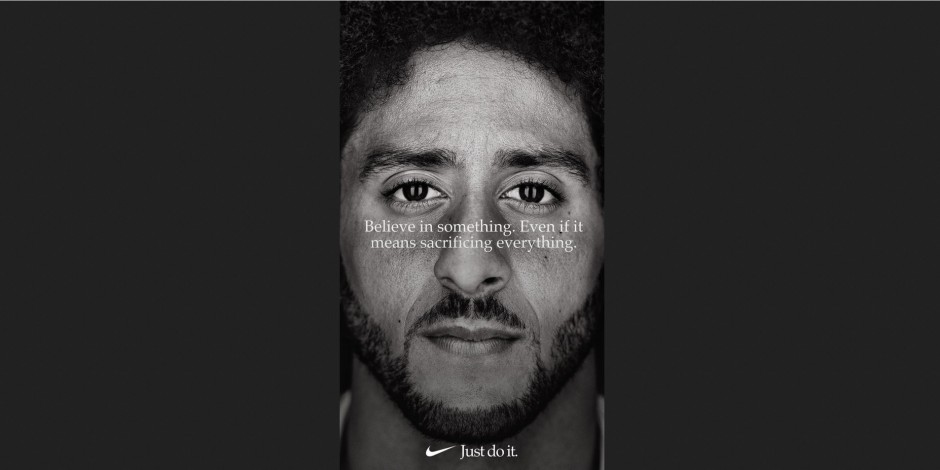 Believe in something. Even if it
means sacrificing everything.
Just do it.